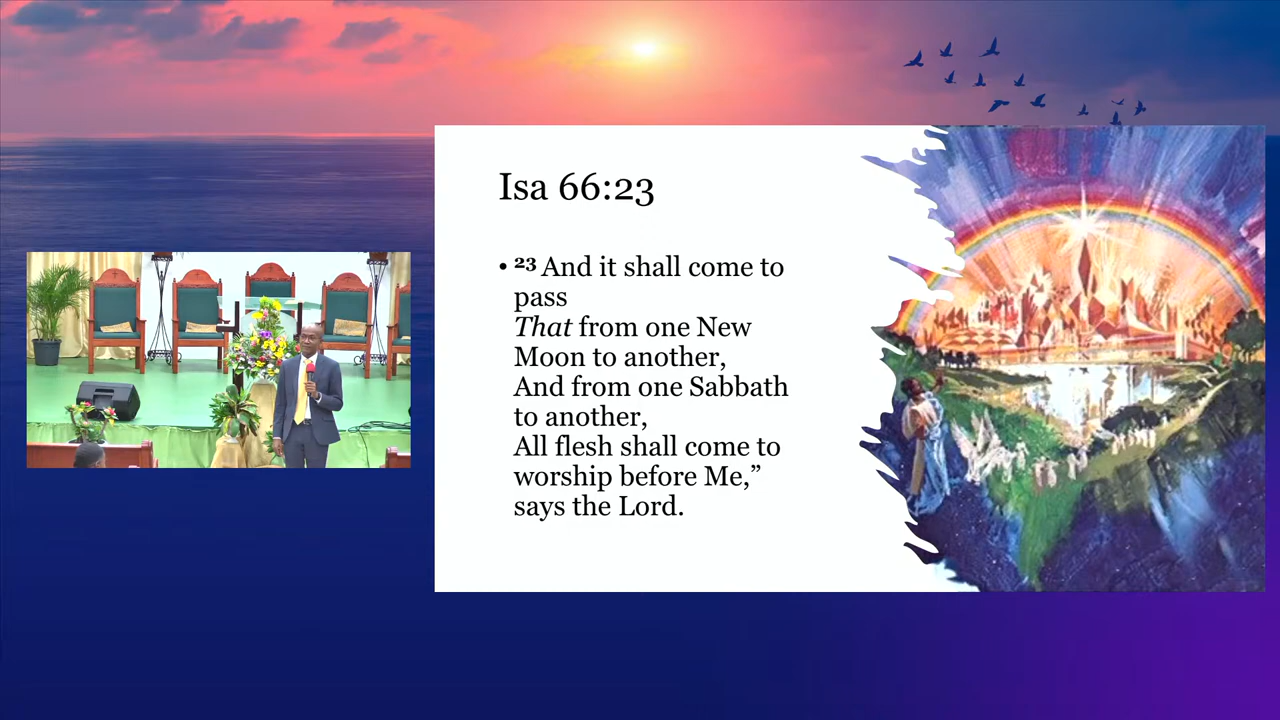 Isa 66:23
• 23 And it shall come to
pass
That from one New
Moon to another,
And from one Sabbath
to another,
All flesh shall come to
worship before Me,”
says the Lord.